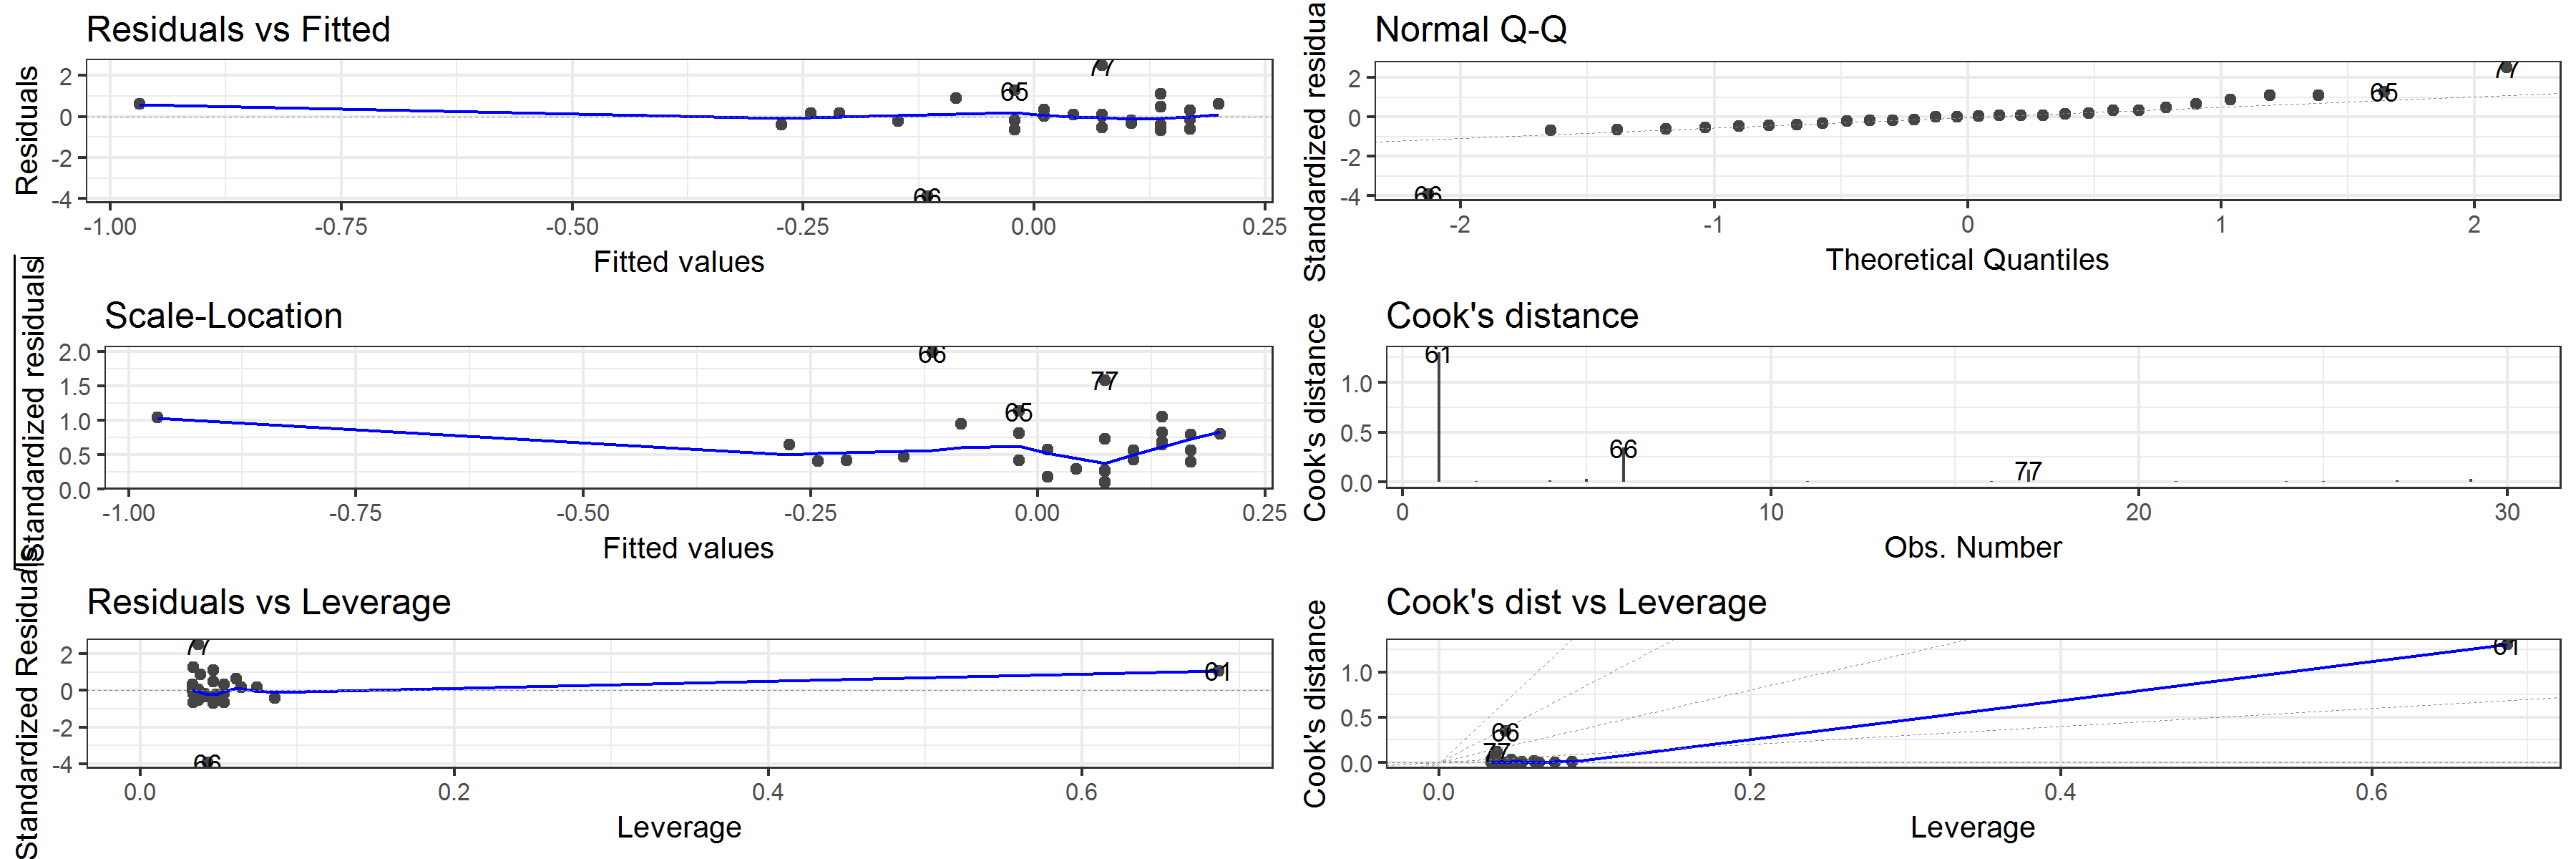 Residuals vs Fitted
Residuals
2
0
-2
-4
77
65
66
-1.00 -0.75 -0.50 -0.25 0.00 0.25
Fitted values
Normal Q-Q
Standardized residua
2
0
-2
-4
77
65
66
-2 -1 0 1 2
Theoretical Quantiles
Scale-Location
√|Standardized residuals|
2.0
1.5
1.0
0.5
0.0
66
77
65
-1.00 -0.75 -0.50 -0.25 0.00 0.25
Fitted values
Cook's distance
Cook's distance
1.0
0.5
0.0
61
66
77
0 10 20 30
Obs. Number
Residuals vs Leverage
Standardized Residuals
2
0
-2
-4
77
61
66
0.0 0.2 0.4 0.6
Leverage
Cook's dist vs Leverage
Cook's distance
1.0
0.5
0.0
61
66
77
0.0 0.2 0.4 0.6
Leverage